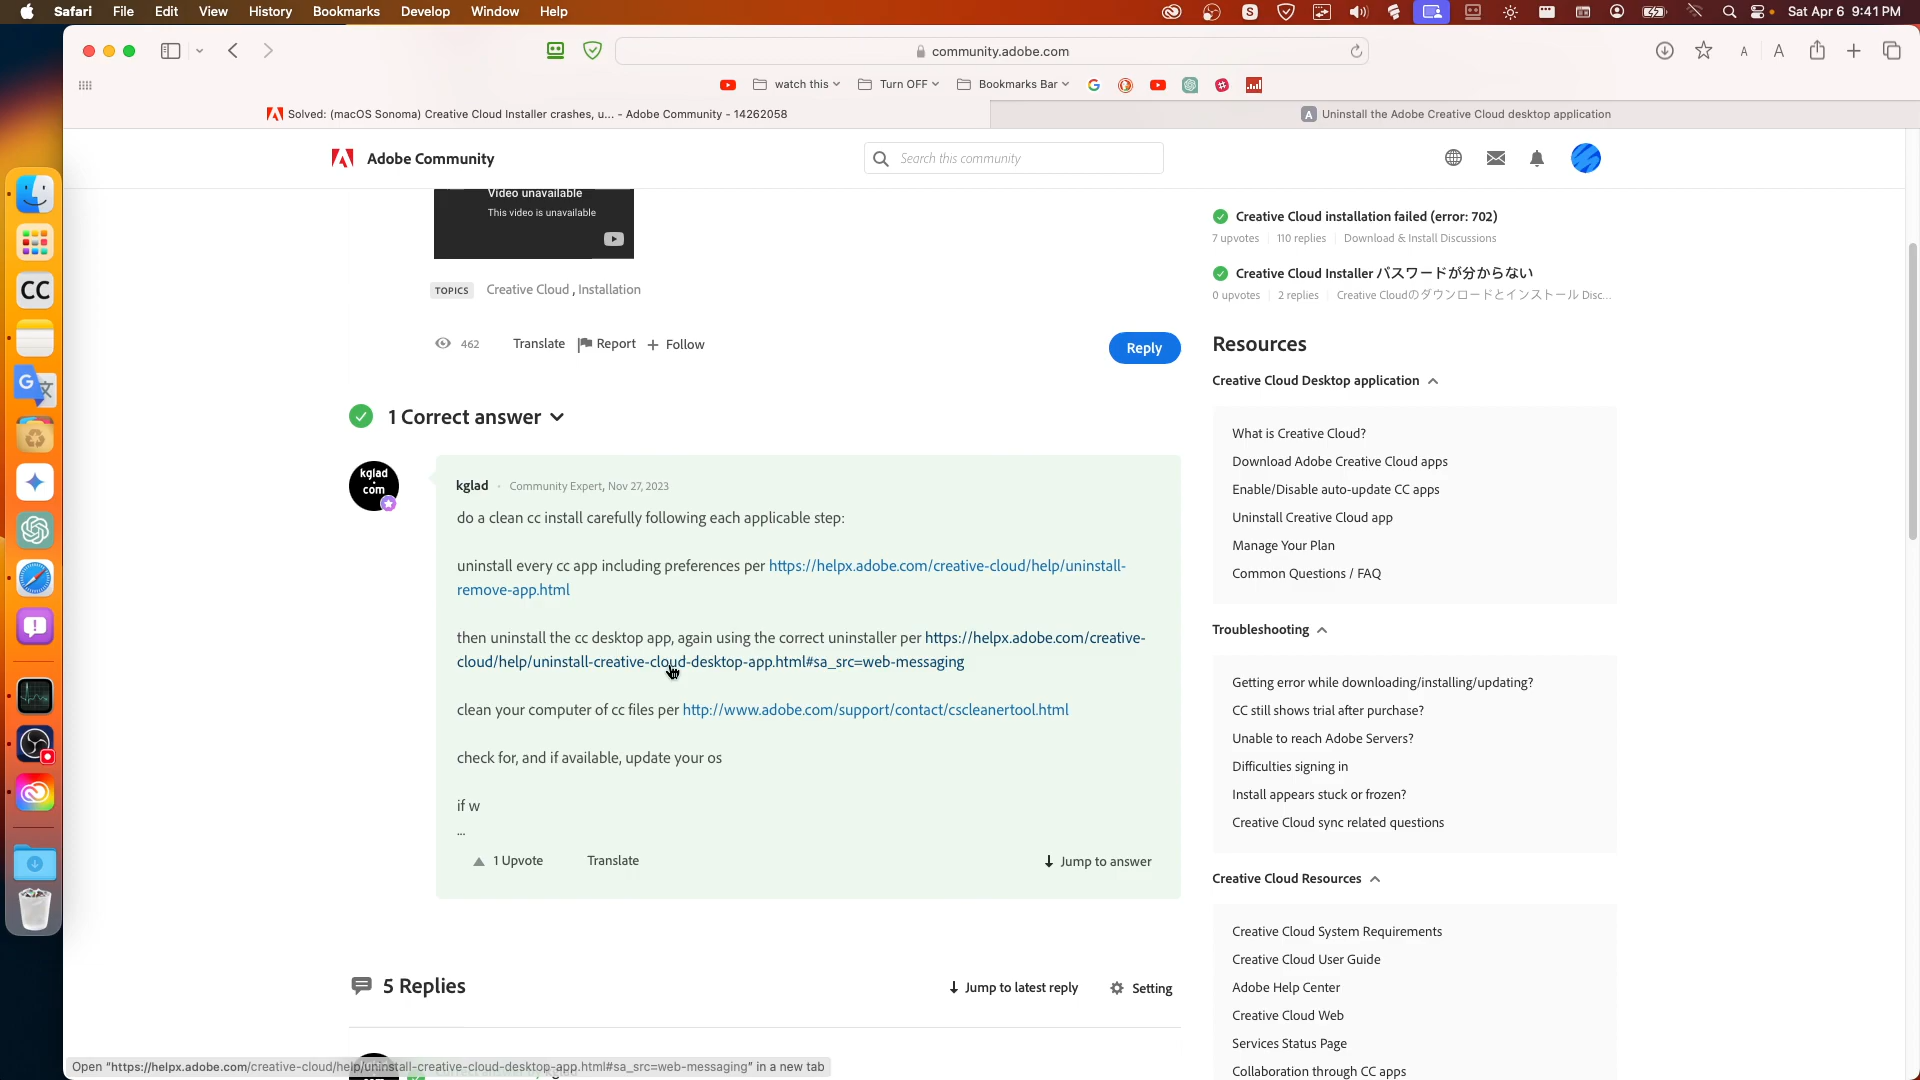 Safari File Edit View History Bookmarks Develop Window Help
S
Sat Apr 6 9:41 PM
community.adobe.com
A A
watch this Turn OFF Bookmarks Bar
Solved: (macOS Sonoma) Creative Cloud Installer crashes, u... - Adobe Community - 14262058
A Uninstall the Adobe Creative Cloud desktop application
Adobe Community
Search this community
CC
G
Video unavailable
This video is unavailable
TOPICS Creative Cloud , Installation
462 Translate Report + Follow
Reply
1 Correct answer
kglad
.
com
kglad · Community Expert, Nov 27, 2023
do a clean cc install carefully following each applicable step:
uninstall every cc app including preferences per https://helpx.adobe.com/creative-cloud/help/uninstall-
remove-app.html
then uninstall the cc desktop app, again using the correct uninstaller per https://helpx.adobe.com/creative-
cloud/help/uninstall-creative-cloud-desktop-app.html#sa_src=web-messaging
clean your computer of cc files per http://www.adobe.com/support/contact/cscleanertool.html
check for, and if available, update your os
if w
...
1 Upvote Translate Jump to answer
5 Replies
Jump to latest reply Setting
Creative Cloud installation failed (error: 702)
7 upvotes 110 replies Download & Install Discussions
Creative Cloud Installer パスワードが分からない
0 upvotes 2 replies Creative Cloudのダウンロードとインストール Disc...
Resources
Creative Cloud Desktop application
What is Creative Cloud?
Download Adobe Creative Cloud apps
Enable/Disable auto-update CC apps
Uninstall Creative Cloud app
Manage Your Plan
Common Questions / FAQ
Troubleshooting
Getting error while downloading/installing/updating?
CC still shows trial after purchase?
Unable to reach Adobe Servers?
Difficulties signing in
Install appears stuck or frozen?
Creative Cloud sync related questions
Creative Cloud Resources
Creative Cloud System Requirements
Creative Cloud User Guide
Adobe Help Center
Creative Cloud Web
Services Status Page
Collaboration through CC apps
Open "https://helpx.adobe.com/creative-cloud/help/uninstall-creative-cloud-desktop-app.html#sa_src=web-messaging" in a new tab